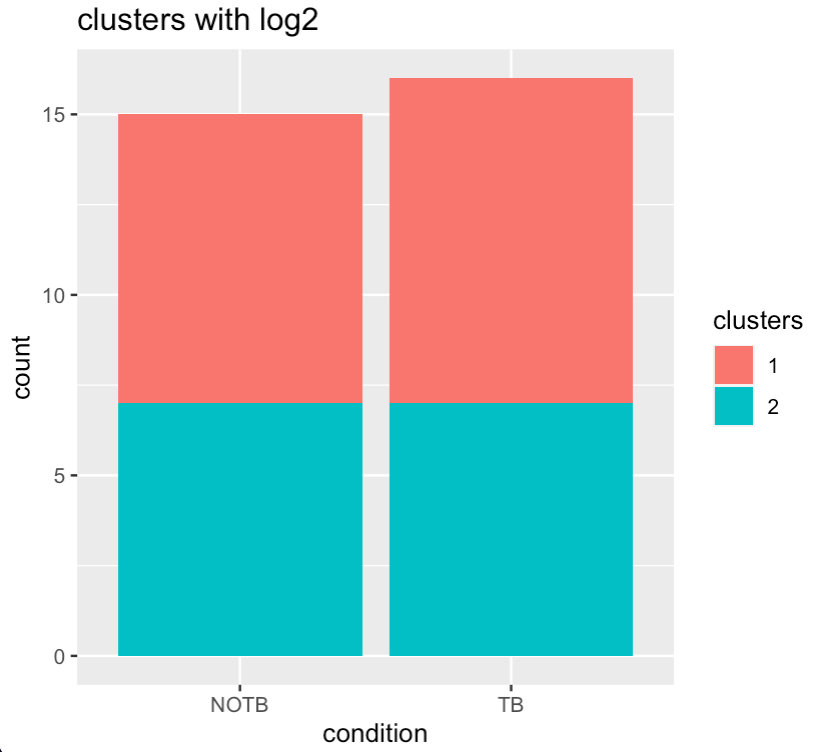 clusters with log2
15
10
5
0
count
NOTB
TB
condition
clusters
1
2